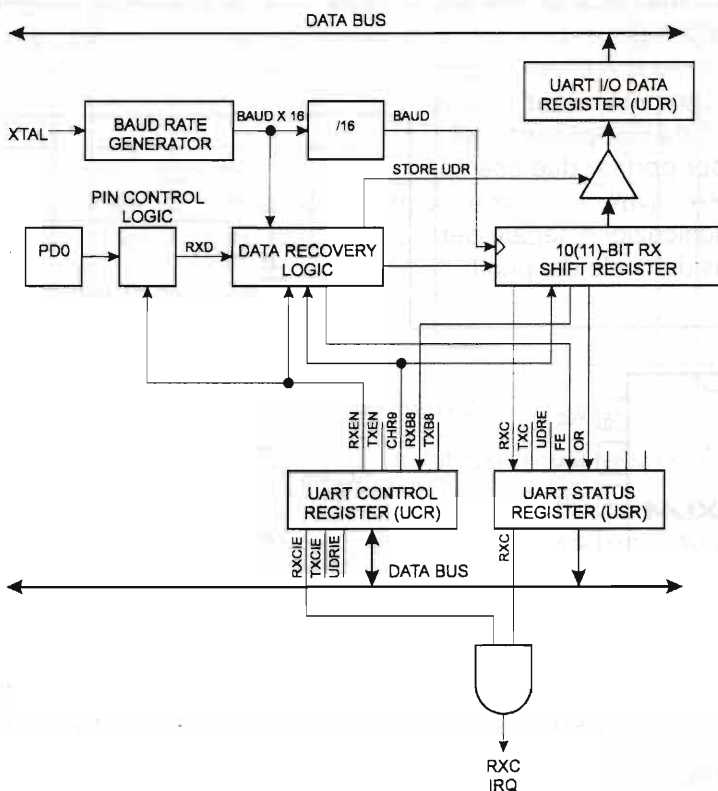 DATA BUS
UART I/O DATA
REGISTER (UDR)
BAUD X 16
BAUD
XTAL
BAUD RATE
GENERATOR
/16
STORE UDR
PIN CONTROL
LOGIC
PD0
RXD
DATA RECOVERY
LOGIC
10(11)-BIT RX
SHIFT REGISTER
RXEN
TXEN
CHR9
RXB8
TXB8
RXC
TXC
UDRE
FE
OR
UART CONTROL
REGISTER (UCR)
UART STATUS
REGISTER (USR)
RXCIE
TXCIE
UDRIE
RXC
DATA BUS
RXC
IRQ